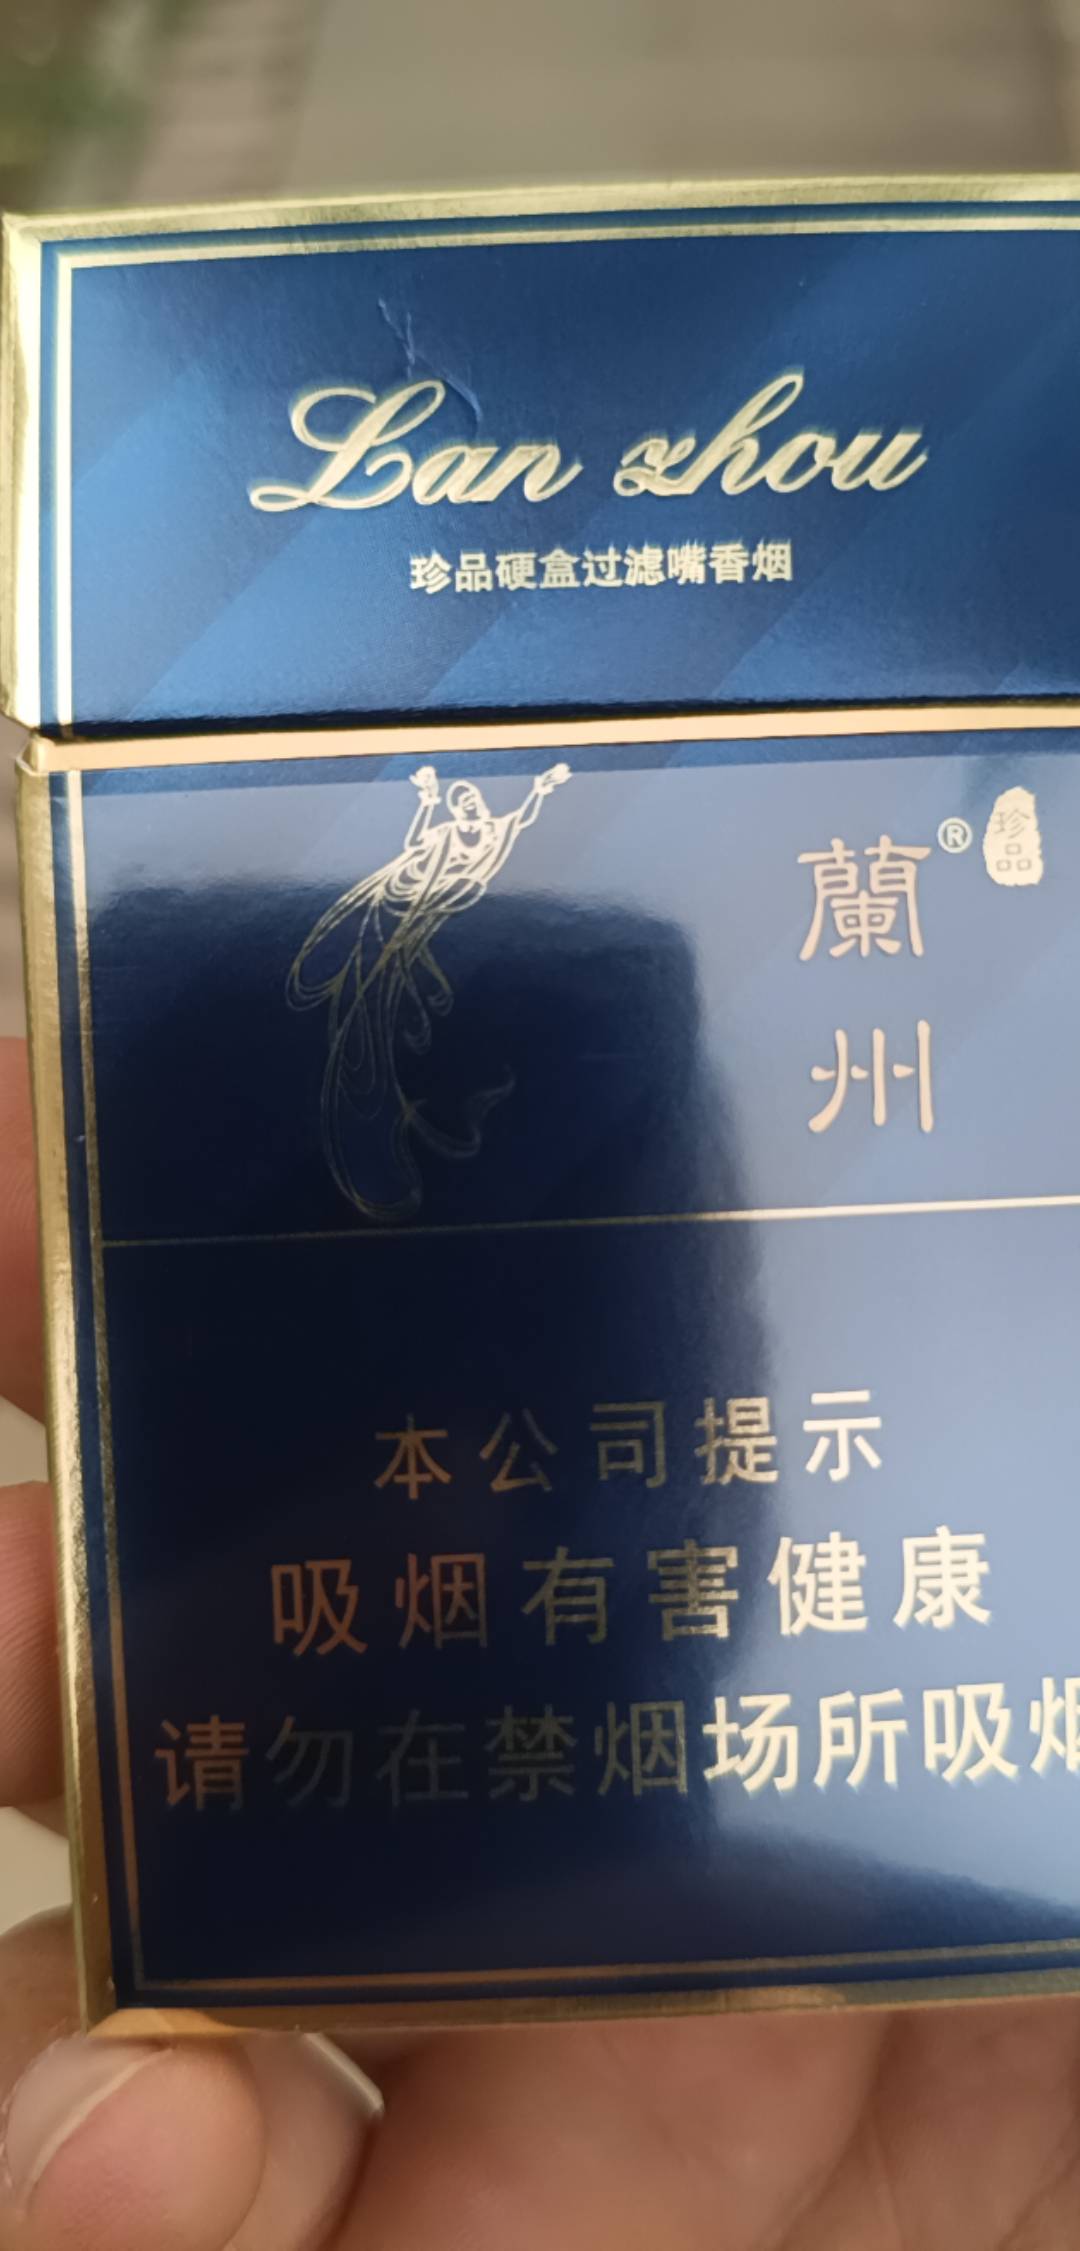 Lan zhou
珍品硬盒过滤嘴香烟
蘭州®
珍品
本公司提示
吸烟有害健康
请勿在禁烟场所吸烟